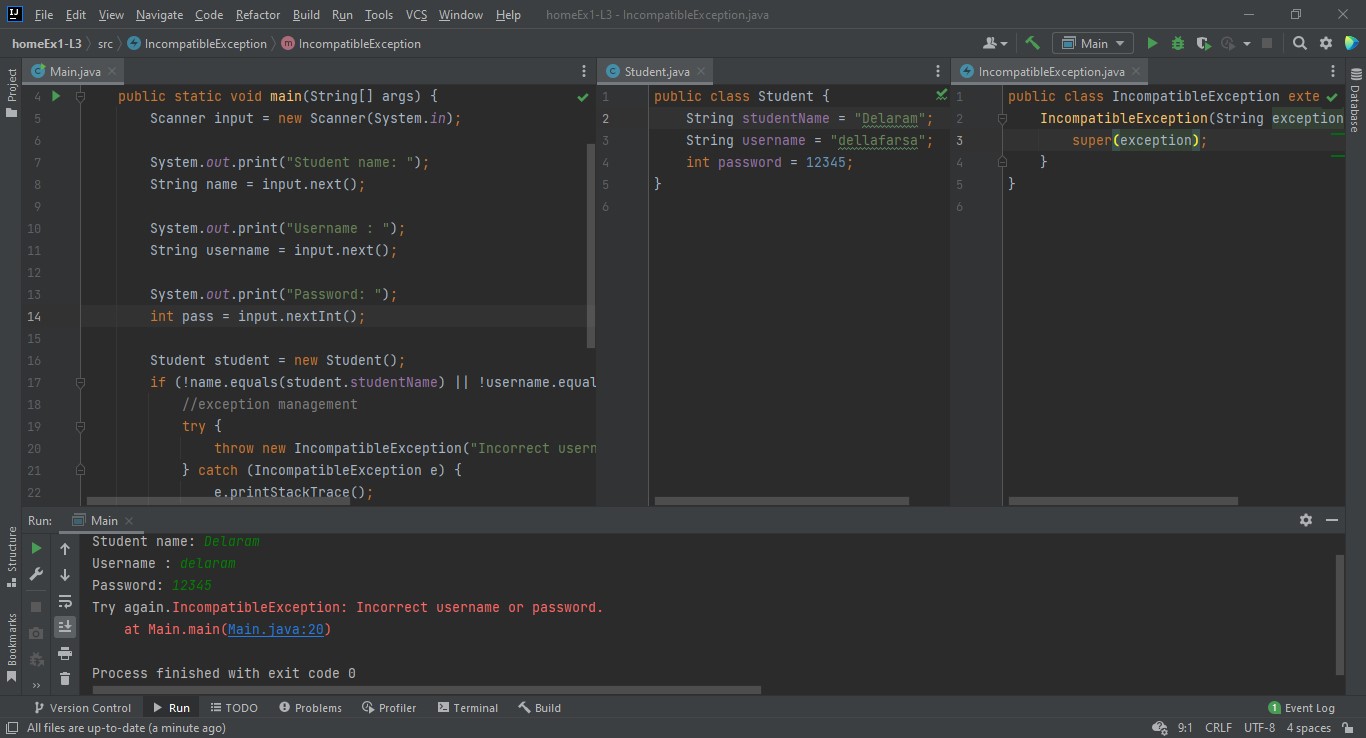 File Edit View Navigate Code Refactor Build Run Tools VCS Window Help homeEx1-L3 - IncompatibleException.java
homeEx1-L3 src IncompatibleException m IncompatibleException Main
Project
Main.java
4 public static void main(String[] args) {
5 Scanner input = new Scanner(System.in);
6
7 System.out.print("Student name: ");
8 String name = input.next();
9
10 System.out.print("Username : ");
11 String username = input.next();
12
13 System.out.print("Password: ");
14 int pass = input.nextInt();
15
16 Student student = new Student();
17 if (!name.equals(student.studentName) || !username.equal
18 //exception management
19 try {
20 throw new IncompatibleException("Incorrect usern
21 } catch (IncompatibleException e) {
22 e.printStackTrace();
Student.java
1 public class Student {
2 String studentName = "Delaram";
3 String username = "dellafarsa";
4 int password = 12345;
5 }
6
IncompatibleException.java
1 public class IncompatibleException exte
2 IncompatibleException(String exception
3 super(exception);
4 }
5 }
6
Database
Structure
Bookmarks
Run: Main
Student name: Delaram
Username : delaram
Password: 12345
Try again.IncompatibleException: Incorrect username or password.
at Main.main(Main.java:20)
Process finished with exit code 0
Version Control Run TODO Problems Profiler Terminal Build 1 Event Log
All files are up-to-date (a minute ago) 9:1 CRLF UTF-8 4 spaces